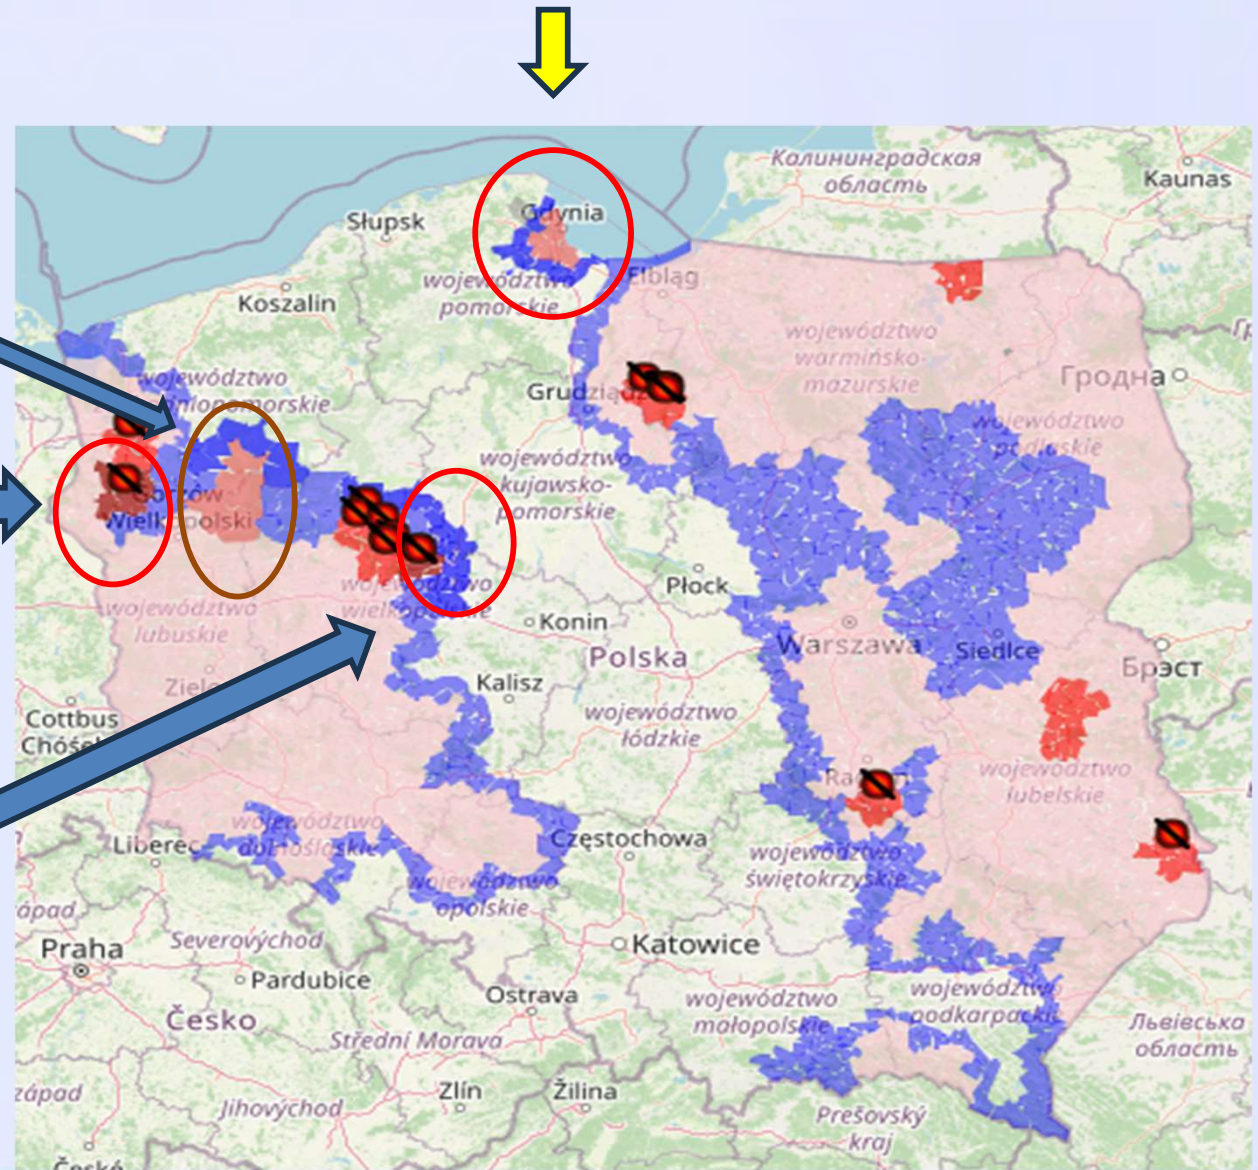 Калининградская
область
Kaunas
Słupsk
Gdynia
województwo
pomorskie
Elbląg
Koszalin
województwo
warmińsko-
mazurskie
Гродна
województwo
Grudziądz
województwo
podlaskie
województwo
kujawsko-
pomorskie
Gorzów
Wielkopolski
Płock
województwo
wielkopolskie
województwo
lubuskie
Konin
Warszawa
Siedlce
Брэст
Polska
Kalisz
województwo
łódzkie
Cottbus
województwo
lubelskie
Liberec
województwo
dolnośląskie
Częstochowa
województwo
świętokrzyskie
województwo
opolskie
Praha
Severovýchod
Katowice
Pardubice
Ostrava
województwo
małopolskie
województwo
podkarpackie
Česko
Střední Morava
Львівська
область
Zlín
Žilina
Jihovýchod
Prešovský
kraj
České